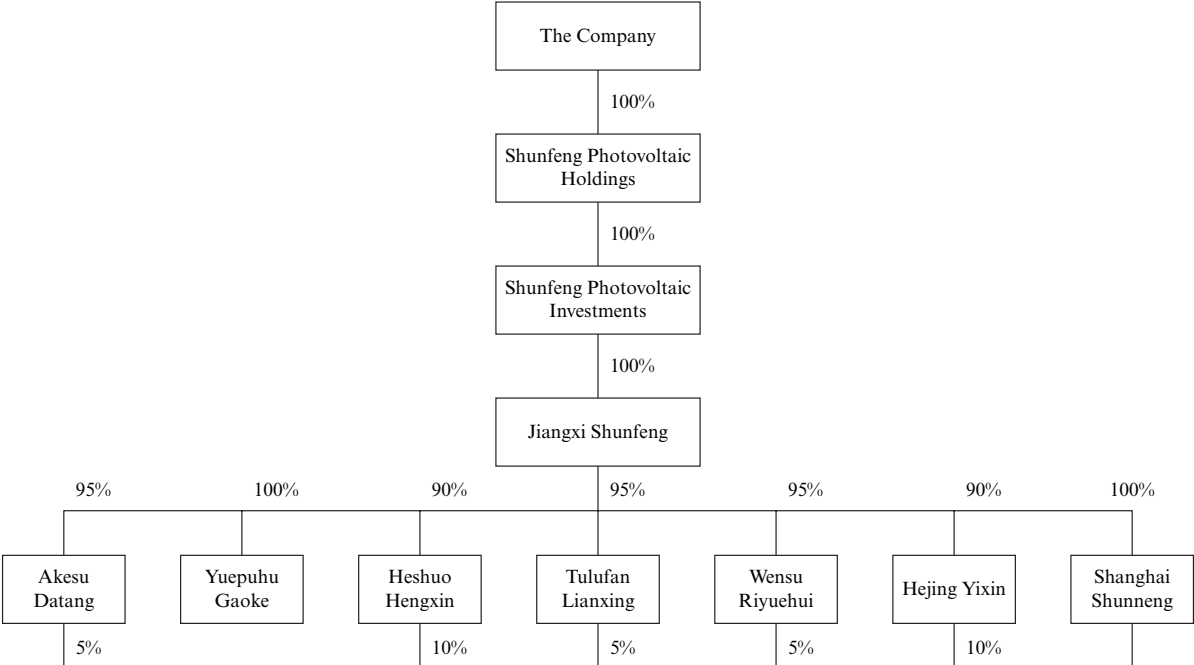 The Company
100%
Shunfeng Photovoltaic
Holdings
100%
Shunfeng Photovoltaic
Investments
100%
Jiangxi Shunfeng
95% 100% 90% 95% 95% 90% 100%
Akesu
Datang
Yuepuhu
Gaoke
Heshuo
Hengxin
Tulufan
Lianxing
Wensu
Riyuehui
Hejing Yixin
Shanghai
Shunneng
5% 10% 5% 5% 10%